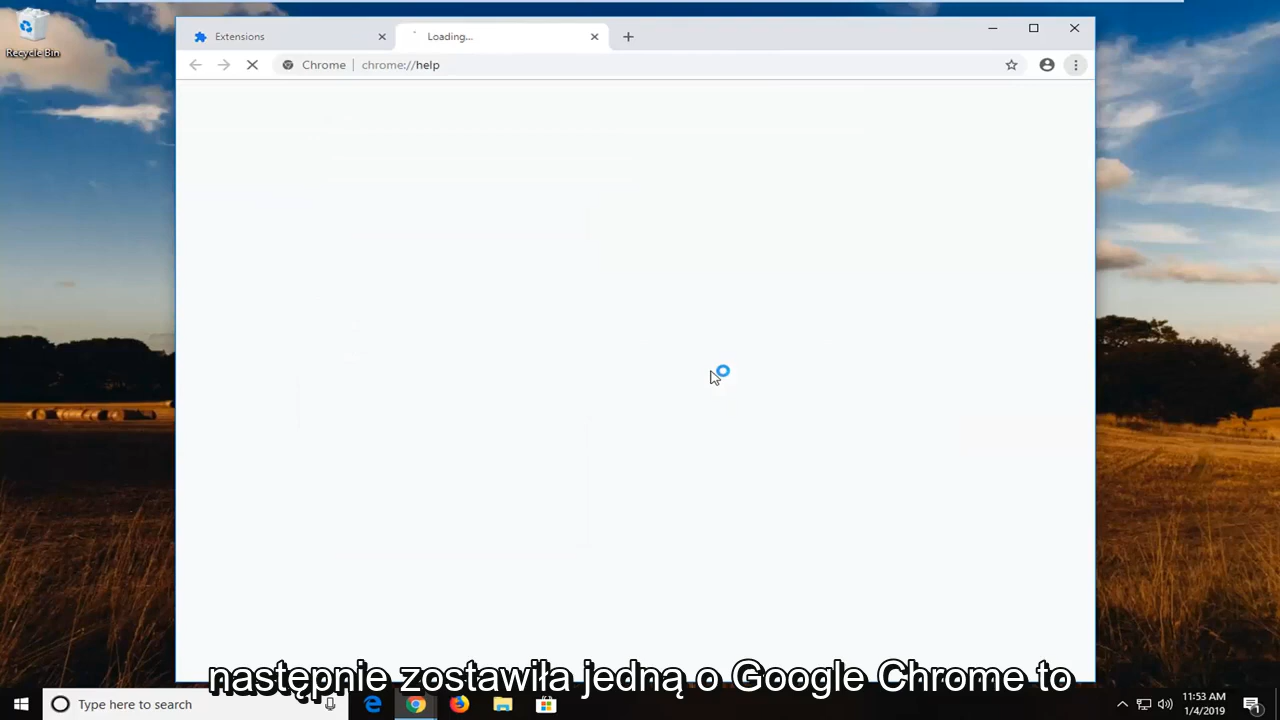 Recycle Bin
Extensions
Loading...
Chrome | chrome://help
następnie zostawiła jedną o Google Chrome to
Type here to search
11:53 AM
1/4/2019
1